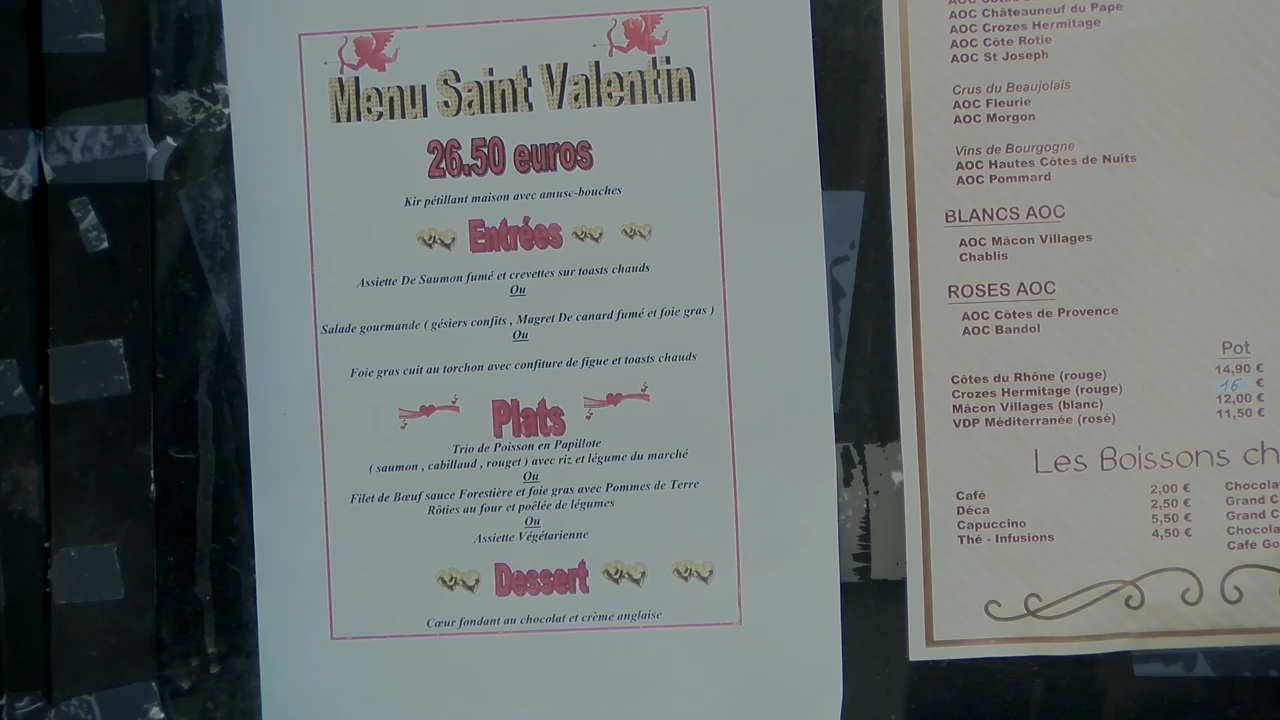 Menu Saint Valentin
26.50 euros
Kir pétillant maison avec amuse-bouches
Entrées
Assiette De Saumon fumé et crevettes sur toasts chauds
Ou
Salade gourmande ( gésiers confits , Magret De canard fumé et foie gras )
Ou
Foie gras cuit au torchon avec confiture de figue et toasts chauds
Plats
Trio de Poisson en Papillote
( saumon , cabillaud , rouget ) avec riz et légume du marché
Ou
Filet de Bœuf sauce Forestière et foie gras avec Pommes de Terre
Rôties au four et poêlée de légumes
Ou
Assiette Végétarienne
Dessert
Cœur fondant au chocolat et crème anglaise
AOC Châteauneuf du Pape
AOC Crozes Hermitage
AOC Côte Rotie
AOC St Joseph
Crus du Beaujolais
AOC Fleurie
AOC Morgon
Vins de Bourgogne
AOC Hautes Côtes de Nuits
AOC Pommard
BLANCS AOC
AOC Mâcon Villages
Chablis
ROSES AOC
AOC Côtes de Provence
AOC Bandol
Pot
Côtes du Rhône (rouge) 14,90 €
Crozes Hermitage (rouge) 16 €
Mâcon Villages (blanc) 12,00 €
VDP Méditerranée (rosé) 11,50 €
Les Boissons ch
Café 2,00 € Chocola
Déca 2,50 € Grand C
Capuccino 5,50 € Grand C
Thé - Infusions 4,50 € Chocola
Café Go